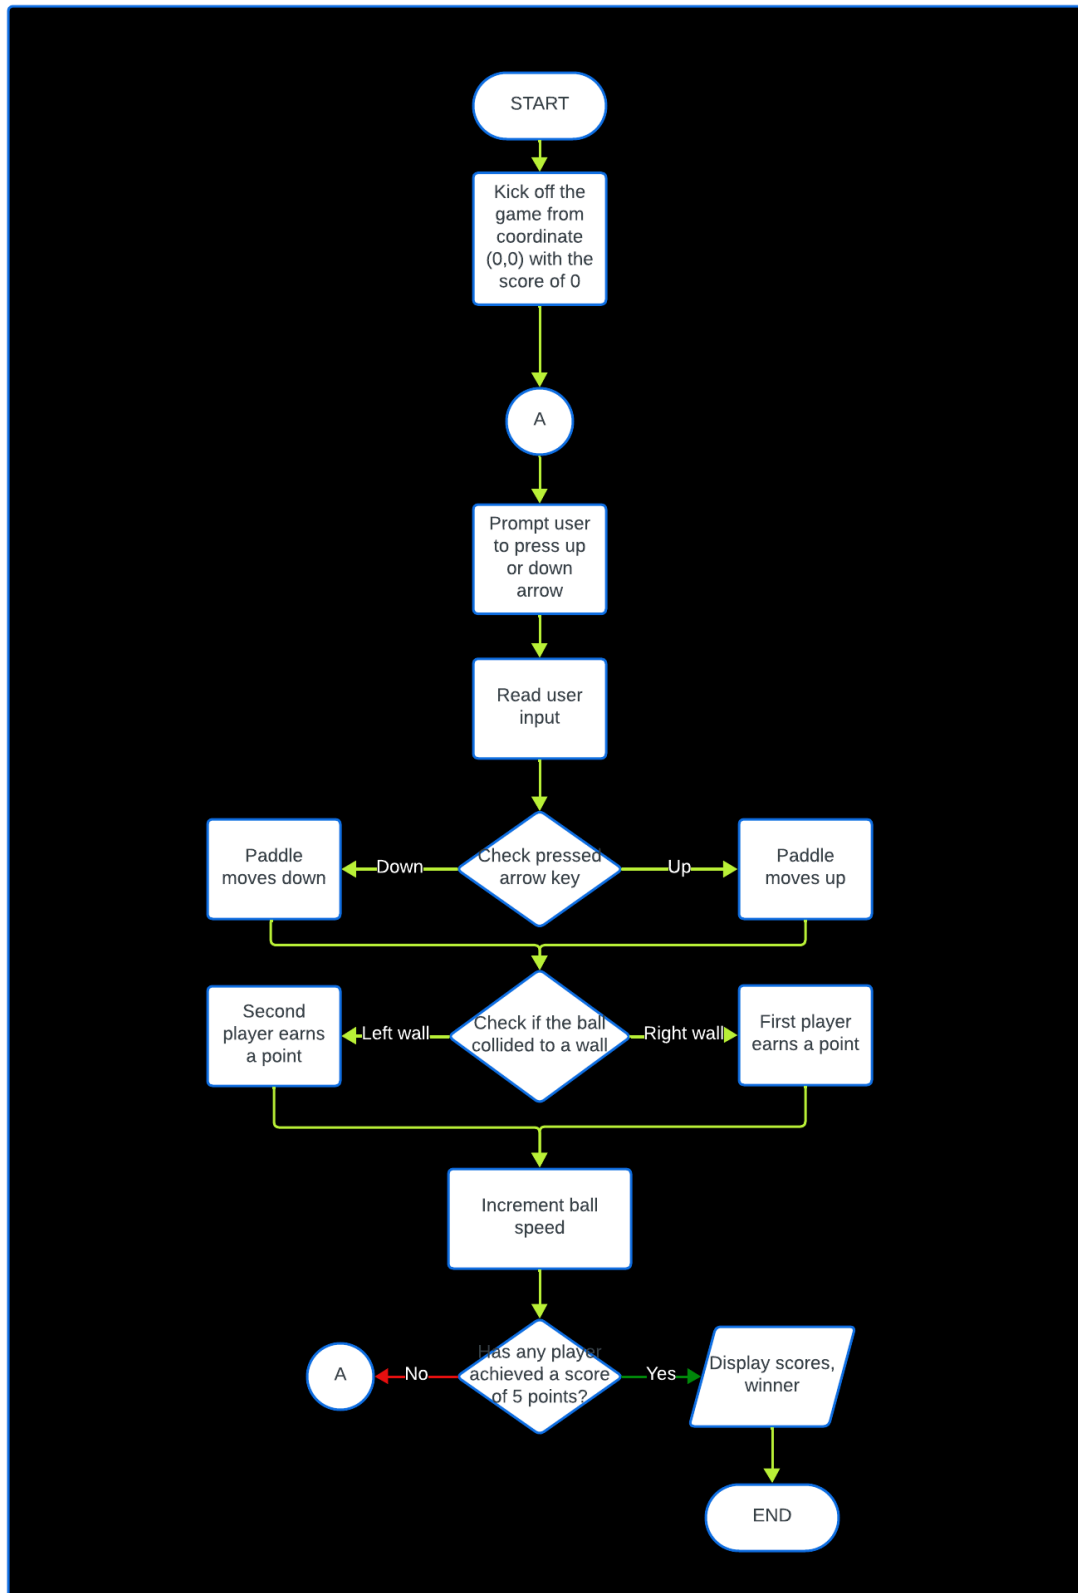 START
Kick off the
game from
coordinate
(0,0) with the
score of 0
A
Prompt user
to press up
or down
arrow
Read user
input
Paddle
moves down
Down
Check pressed
arrow key
Up
Paddle
moves up
Second
player earns
a point
Left wall
Check if the ball
collided to a wall
Right wall
First player
earns a point
Increment ball
speed
A
No
Has any player
achieved a score
of 5 points?
Yes
Display scores,
winner
END